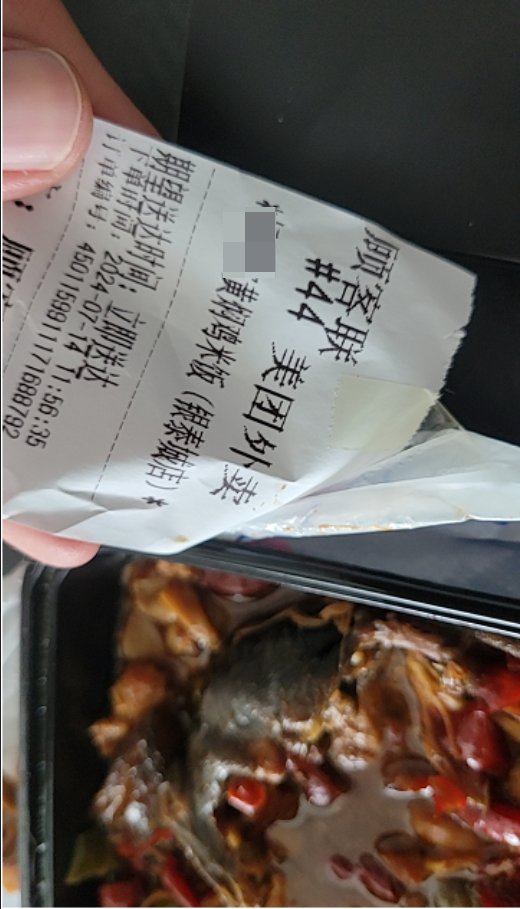 顾客联
#44 美团外卖
黄焖鸡米饭（银泰城店）*
期望送达时间：立即送达
下单时间：2024-07-14 11:56:35
订单编号：4501159911171688792